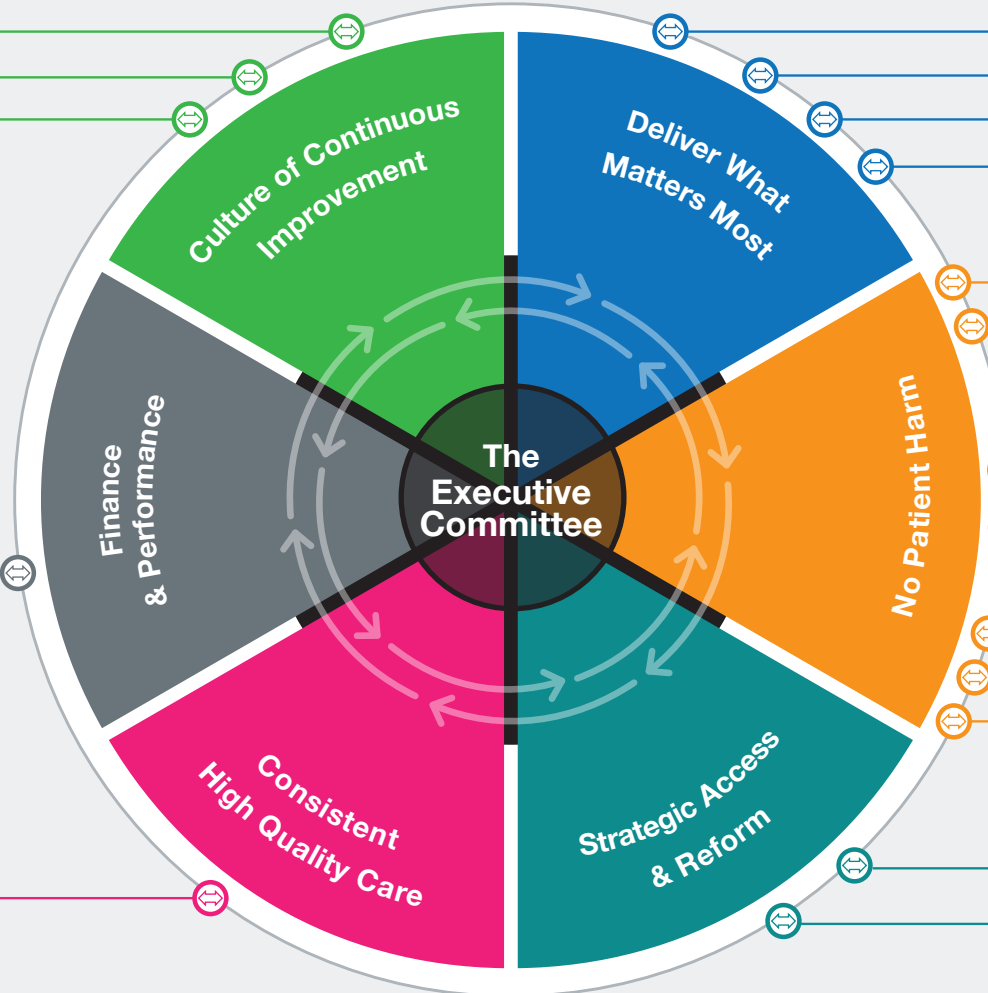 Culture of Continuous
Improvement
Deliver What
Matters Most
Finance
& Performance
The
Executive
Committee
No Patient Harm
Consistent
High Quality Care
Strategic Access
& Reform